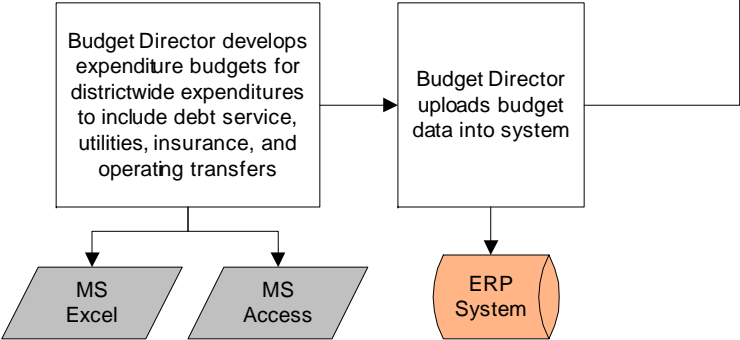 Budget Director develops
expenditure budgets for
districtwide expenditures
to include debt service,
utilities, insurance, and
operating transfers
Budget Director
uploads budget
data into system
MS
Excel
MS
Access
ERP
System